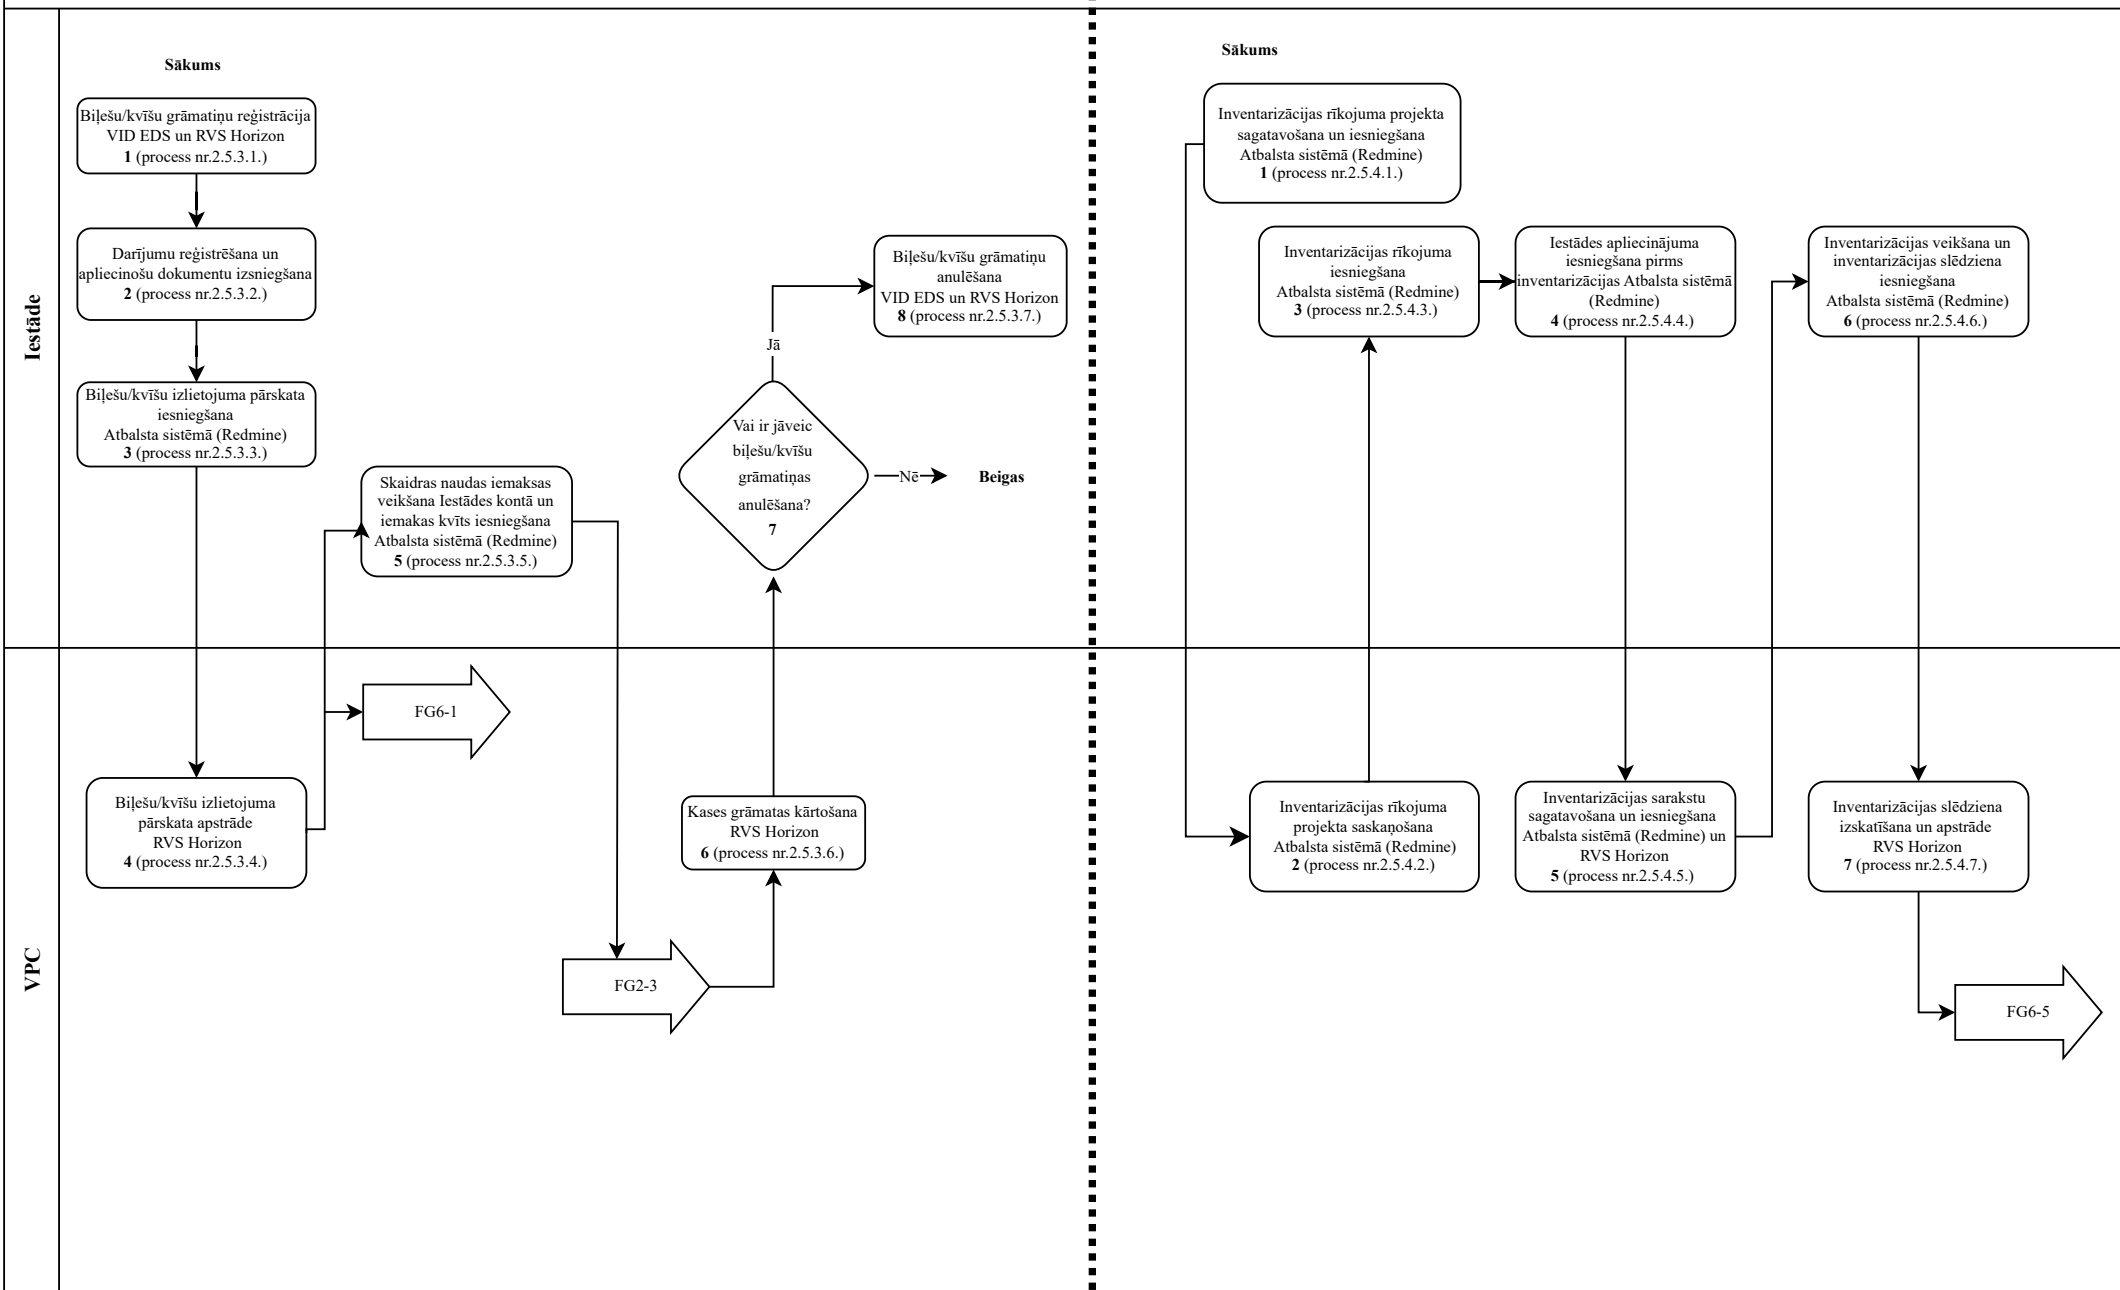 Iestāde
VPC
Sākums
Biļešu/kvīšu grāmatiņu reģistrācija
VID EDS un RVS Horizon
1 (process nr.2.5.3.1.)
Darījumu reģistrēšana un
apliecinošu dokumentu izsniegšana
2 (process nr.2.5.3.2.)
Biļešu/kvīšu izlietojuma pārskata
iesniegšana
Atbalsta sistēmā (Redmine)
3 (process nr.2.5.3.3.)
Biļešu/kvīšu izlietojuma
pārskata apstrāde
RVS Horizon
4 (process nr.2.5.3.4.)
FG6-1
Skaidras naudas iemaksas
veikšana Iestādes kontā un
iemakas kvīts iesniegšana
Atbalsta sistēmā (Redmine)
5 (process nr.2.5.3.5.)
FG2-3
Kases grāmatas kārtošana
RVS Horizon
6 (process nr.2.5.3.6.)
Vai ir jāveic
biļešu/kvīšu
grāmatiņas
anulēšana?
7
Jā
Nē
Beigas
Biļešu/kvīšu grāmatiņu
anulēšana
VID EDS un RVS Horizon
8 (process nr.2.5.3.7.)
Sākums
Inventarizācijas rīkojuma projekta
sagatavošana un iesniegšana
Atbalsta sistēmā (Redmine)
1 (process nr.2.5.4.1.)
Inventarizācijas rīkojuma
projekta saskaņošana
Atbalsta sistēmā (Redmine)
2 (process nr.2.5.4.2.)
Inventarizācijas rīkojuma
iesniegšana
Atbalsta sistēmā (Redmine)
3 (process nr.2.5.4.3.)
Iestādes apliecinājuma
iesniegšana pirms
inventarizācijas Atbalsta sistēmā
(Redmine)
4 (process nr.2.5.4.4.)
Inventarizācijas sarakstu
sagatavošana un iesniegšana
Atbalsta sistēmā (Redmine) un
RVS Horizon
5 (process nr.2.5.4.5.)
Inventarizācijas veikšana un
inventarizācijas slēdziena
iesniegšana
Atbalsta sistēmā (Redmine)
6 (process nr.2.5.4.6.)
Inventarizācijas slēdziena
izskatīšana un apstrāde
RVS Horizon
7 (process nr.2.5.4.7.)
FG6-5